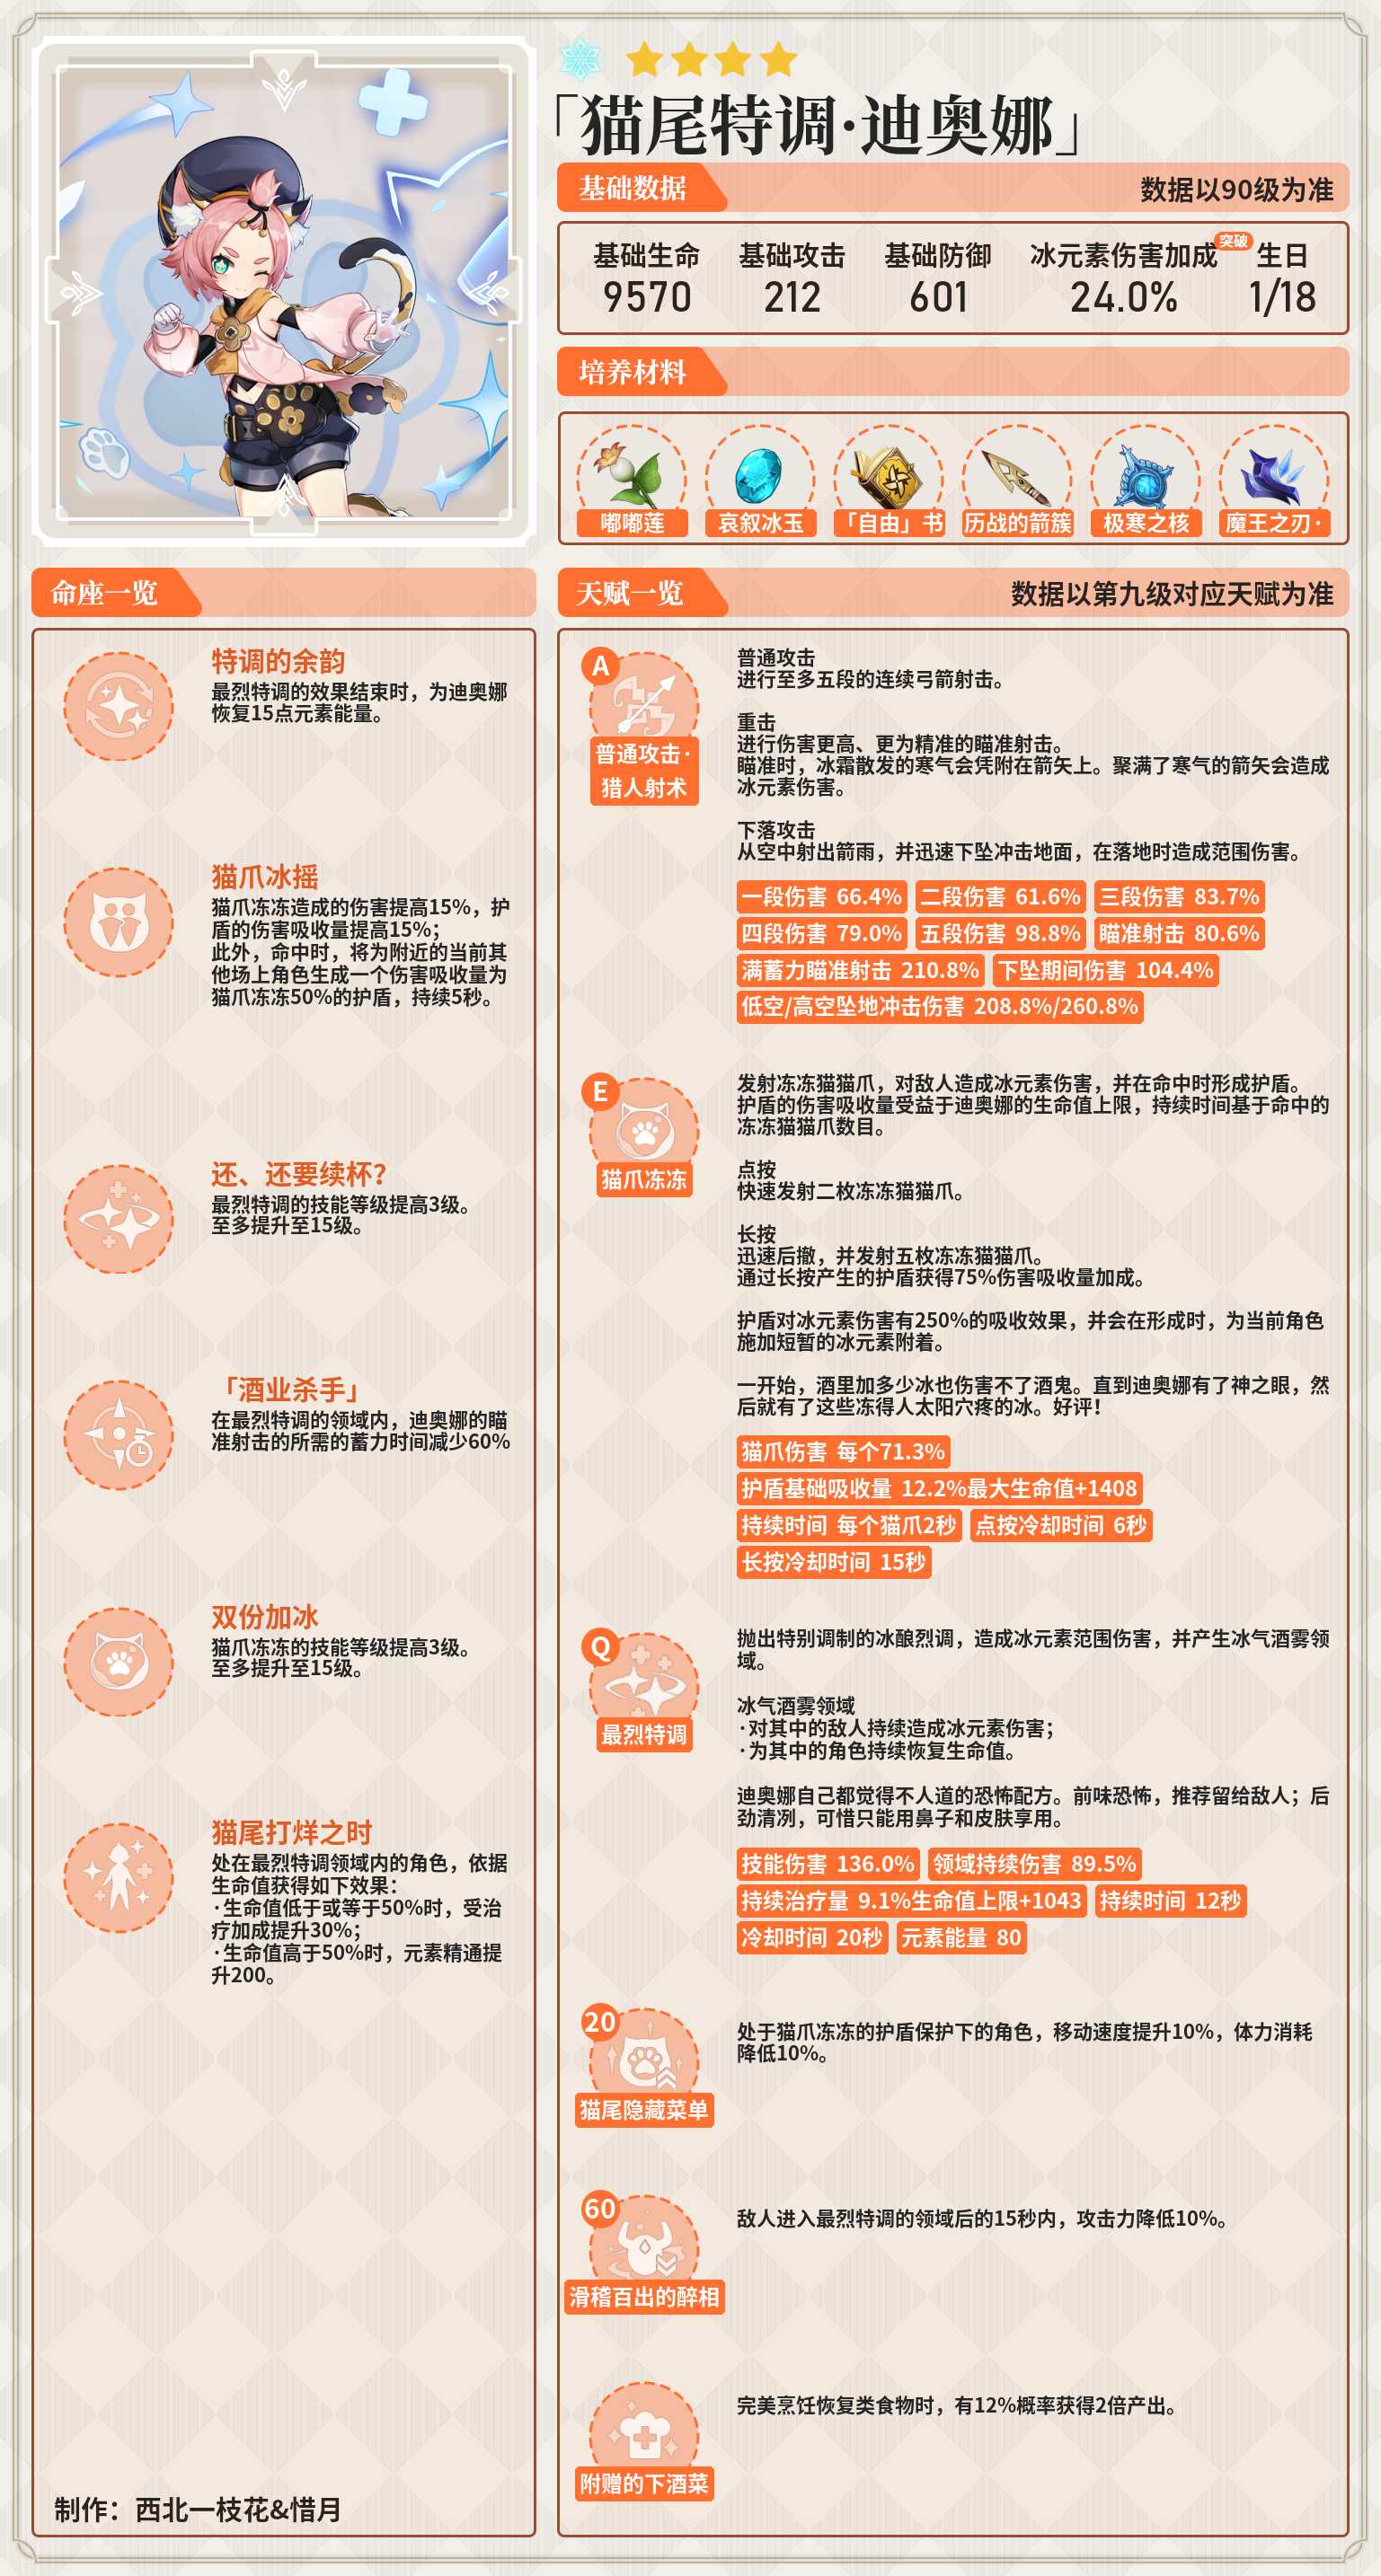 「猫尾特调·迪奥娜」
基础数据
数据以90级为准
基础生命
基础攻击
基础防御
冰元素伤害加成
突破
生日
9570
212
601
24.0%
1/18
培养材料
嘟嘟莲
哀叙冰玉
「自由」书
历战的箭簇
极寒之核
魔王之刃·
命座一览
特调的余韵
最烈特调的效果结束时，为迪奥娜
恢复15点元素能量。
猫爪冰摇
猫爪冻冻造成的伤害提高15%，护
盾的伤害吸收量提高15%；
此外，命中时，将为附近的当前其
他场上角色生成一个伤害吸收量为
猫爪冻冻50%的护盾，持续5秒。
还、还要续杯？
最烈特调的技能等级提高3级。
至多提升至15级。
「酒业杀手」
在最烈特调的领域内，迪奥娜的瞄
准射击的所需的蓄力时间减少60%
双份加冰
猫爪冻冻的技能等级提高3级。
至多提升至15级。
猫尾打烊之时
处在最烈特调领域内的角色，依据
生命值获得如下效果：
·生命值低于或等于50%时，受治
疗加成提升30%；
·生命值高于50%时，元素精通提
升200。
制作：西北一枝花&惜月
天赋一览
数据以第九级对应天赋为准
A
普通攻击·
猎人射术
普通攻击
进行至多五段的连续弓箭射击。
重击
进行伤害更高、更为精准的瞄准射击。
瞄准时，冰霜散发的寒气会凭附在箭矢上。聚满了寒气的箭矢会造成
冰元素伤害。
下落攻击
从空中射出箭雨，并迅速下坠冲击地面，在落地时造成范围伤害。
一段伤害 66.4% 二段伤害 61.6% 三段伤害 83.7%
四段伤害 79.0% 五段伤害 98.8% 瞄准射击 80.6%
满蓄力瞄准射击 210.8% 下坠期间伤害 104.4%
低空/高空坠地冲击伤害 208.8%/260.8%
E
猫爪冻冻
发射冻冻猫猫爪，对敌人造成冰元素伤害，并在命中时形成护盾。
护盾的伤害吸收量受益于迪奥娜的生命值上限，持续时间基于命中的
冻冻猫猫爪数目。
点按
快速发射二枚冻冻猫猫爪。
长按
迅速后撤，并发射五枚冻冻猫猫爪。
通过长按产生的护盾获得75%伤害吸收量加成。
护盾对冰元素伤害有250%的吸收效果，并会在形成时，为当前角色
施加短暂的冰元素附着。
一开始，酒里加多少冰也伤害不了酒鬼。直到迪奥娜有了神之眼，然
后就有了这些冻得人太阳穴疼的冰。好评！
猫爪伤害 每个71.3%
护盾基础吸收量 12.2%最大生命值+1408
持续时间 每个猫爪2秒 点按冷却时间 6秒
长按冷却时间 15秒
Q
最烈特调
抛出特别调制的冰酿烈调，造成冰元素范围伤害，并产生冰气酒雾领
域。
冰气酒雾领域
·对其中的敌人持续造成冰元素伤害；
·为其中的角色持续恢复生命值。
迪奥娜自己都觉得不人道的恐怖配方。前味恐怖，推荐留给敌人；后
劲清冽，可惜只能用鼻子和皮肤享用。
技能伤害 136.0% 领域持续伤害 89.5%
持续治疗量 9.1%生命值上限+1043 持续时间 12秒
冷却时间 20秒 元素能量 80
20
猫尾隐藏菜单
处于猫爪冻冻的护盾保护下的角色，移动速度提升10%，体力消耗
降低10%。
60
滑稽百出的醉相
敌人进入最烈特调的领域后的15秒内，攻击力降低10%。
附赠的下酒菜
完美烹饪恢复类食物时，有12%概率获得2倍产出。